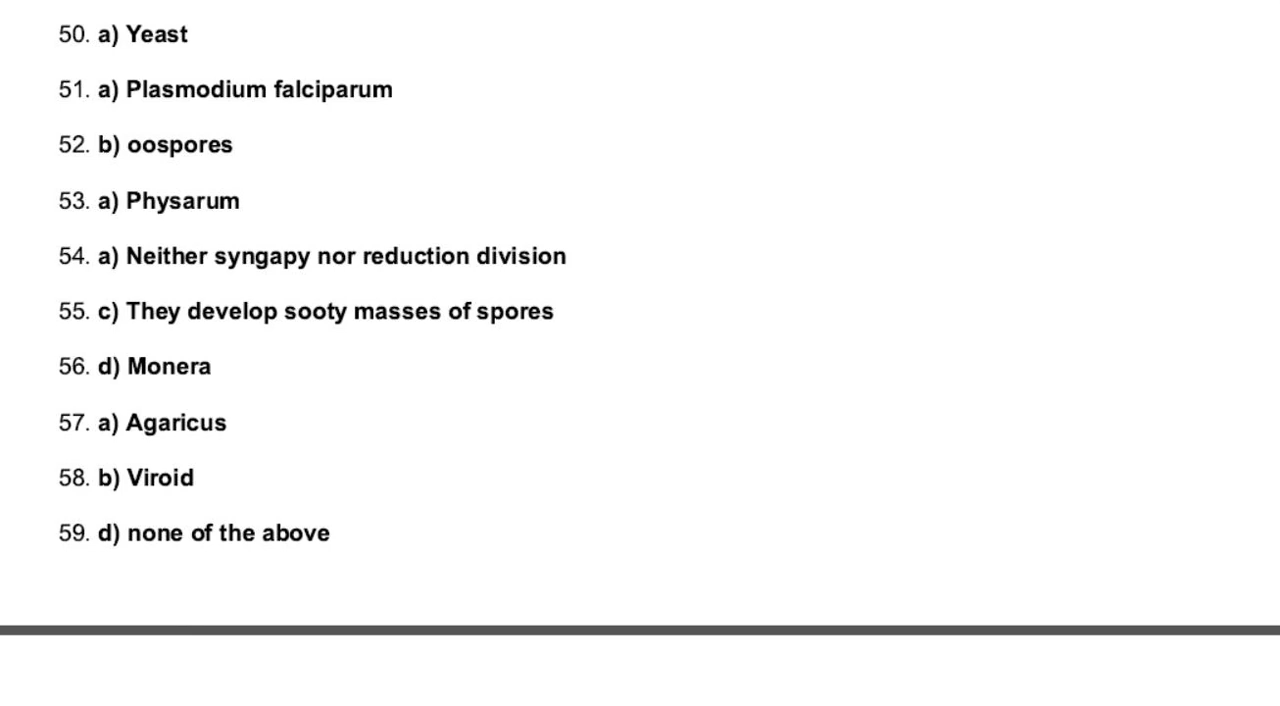 50. a) Yeast
51. a) Plasmodium falciparum
52. b) oospores
53. a) Physarum
54. a) Neither syngapy nor reduction division
55. c) They develop sooty masses of spores
56. d) Monera
57. a) Agaricus
58. b) Viroid
59. d) none of the above